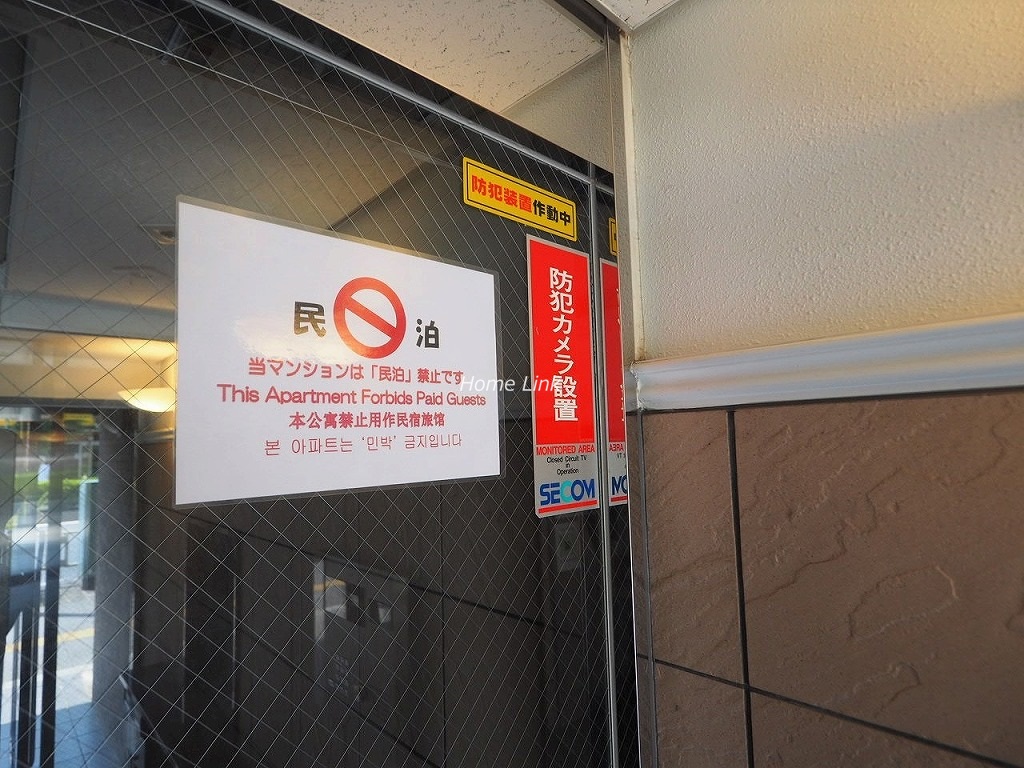 防犯装置作動中
民 泊
当マンションは「民泊」禁止です
This Apartment Forbids Paid Guests
本公寓禁止用作民宿旅馆
본 아파트는 '민박' 금지입니다
防犯カメラ設置
MONITORED AREA
Closed Circuit TV
in
Operation
SECOM
Home Link